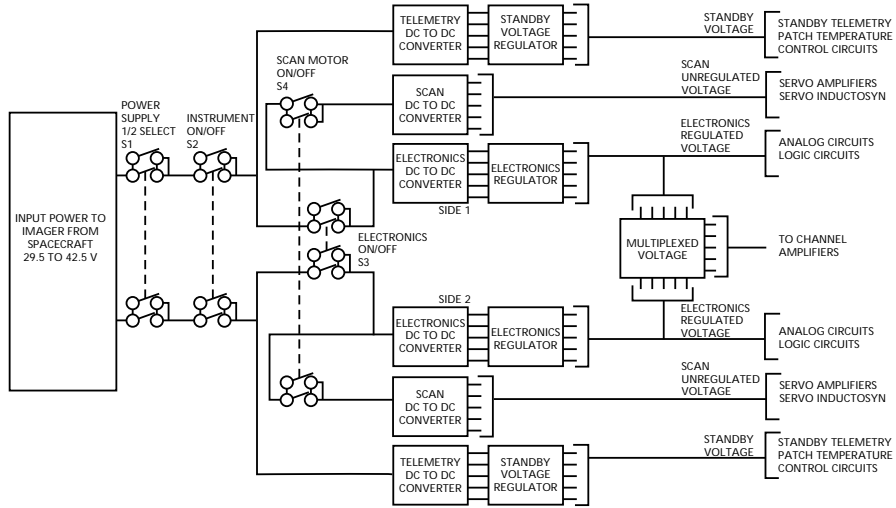 TELEMETRY
DC TO DC
CONVERTER
STANDBY
VOLTAGE
REGULATOR
STANDBY
VOLTAGE
STANDBY TELEMETRY
PATCH TEMPERATURE
CONTROL CIRCUITS
SCAN MOTOR
ON/OFF
S4
SCAN
DC TO DC
CONVERTER
SCAN
UNREGULATED
VOLTAGE
SERVO AMPLIFIERS
SERVO INDUCTOSYN
POWER
SUPPLY
1/2 SELECT
S1
INSTRUMENT
ON/OFF
S2
ELECTRONICS
DC TO DC
CONVERTER
ELECTRONICS
REGULATOR
ELECTRONICS
REGULATED
VOLTAGE
ANALOG CIRCUITS
LOGIC CIRCUITS
SIDE 1
INPUT POWER TO
IMAGER FROM
SPACECRAFT
29.5 TO 42.5 V
ELECTRONICS
ON/OFF
S3
MULTIPLEXED
VOLTAGE
TO CHANNEL
AMPLIFIERS
SIDE 2
ELECTRONICS
DC TO DC
CONVERTER
ELECTRONICS
REGULATOR
ELECTRONICS
REGULATED
VOLTAGE
ANALOG CIRCUITS
LOGIC CIRCUITS
SCAN
DC TO DC
CONVERTER
SCAN
UNREGULATED
VOLTAGE
SERVO AMPLIFIERS
SERVO INDUCTOSYN
TELEMETRY
DC TO DC
CONVERTER
STANDBY
VOLTAGE
REGULATOR
STANDBY
VOLTAGE
STANDBY TELEMETRY
PATCH TEMPERATURE
CONTROL CIRCUITS